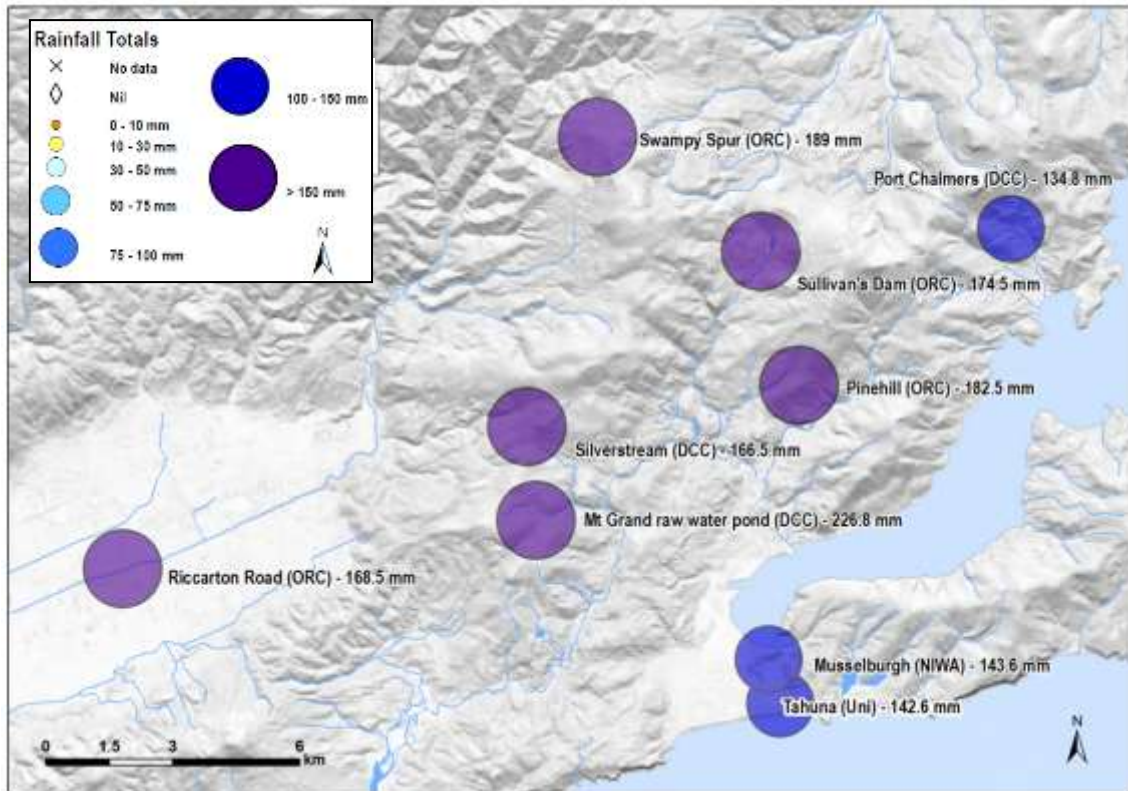 Rainfall Totals
No data
Nil
0 - 10 mm
10 - 30 mm
30 - 50 mm
50 - 75 mm
75 - 100 mm
100 - 150 mm
> 150 mm
N
Swampy Spur (ORC) - 189 mm
Port Chalmers (DCC) - 134.8 mm
Sullivan's Dam (ORC) - 174.5 mm
Pinehill (ORC) - 182.5 mm
Silverstream (DCC) - 166.5 mm
Mt Grand raw water pond (DCC) - 226.8 mm
Riccarton Road (ORC) - 168.5 mm
Musselburgh (NIWA) - 143.6 mm
Tahuna (Uni) - 142.6 mm
0 1.5 3 6
km
N